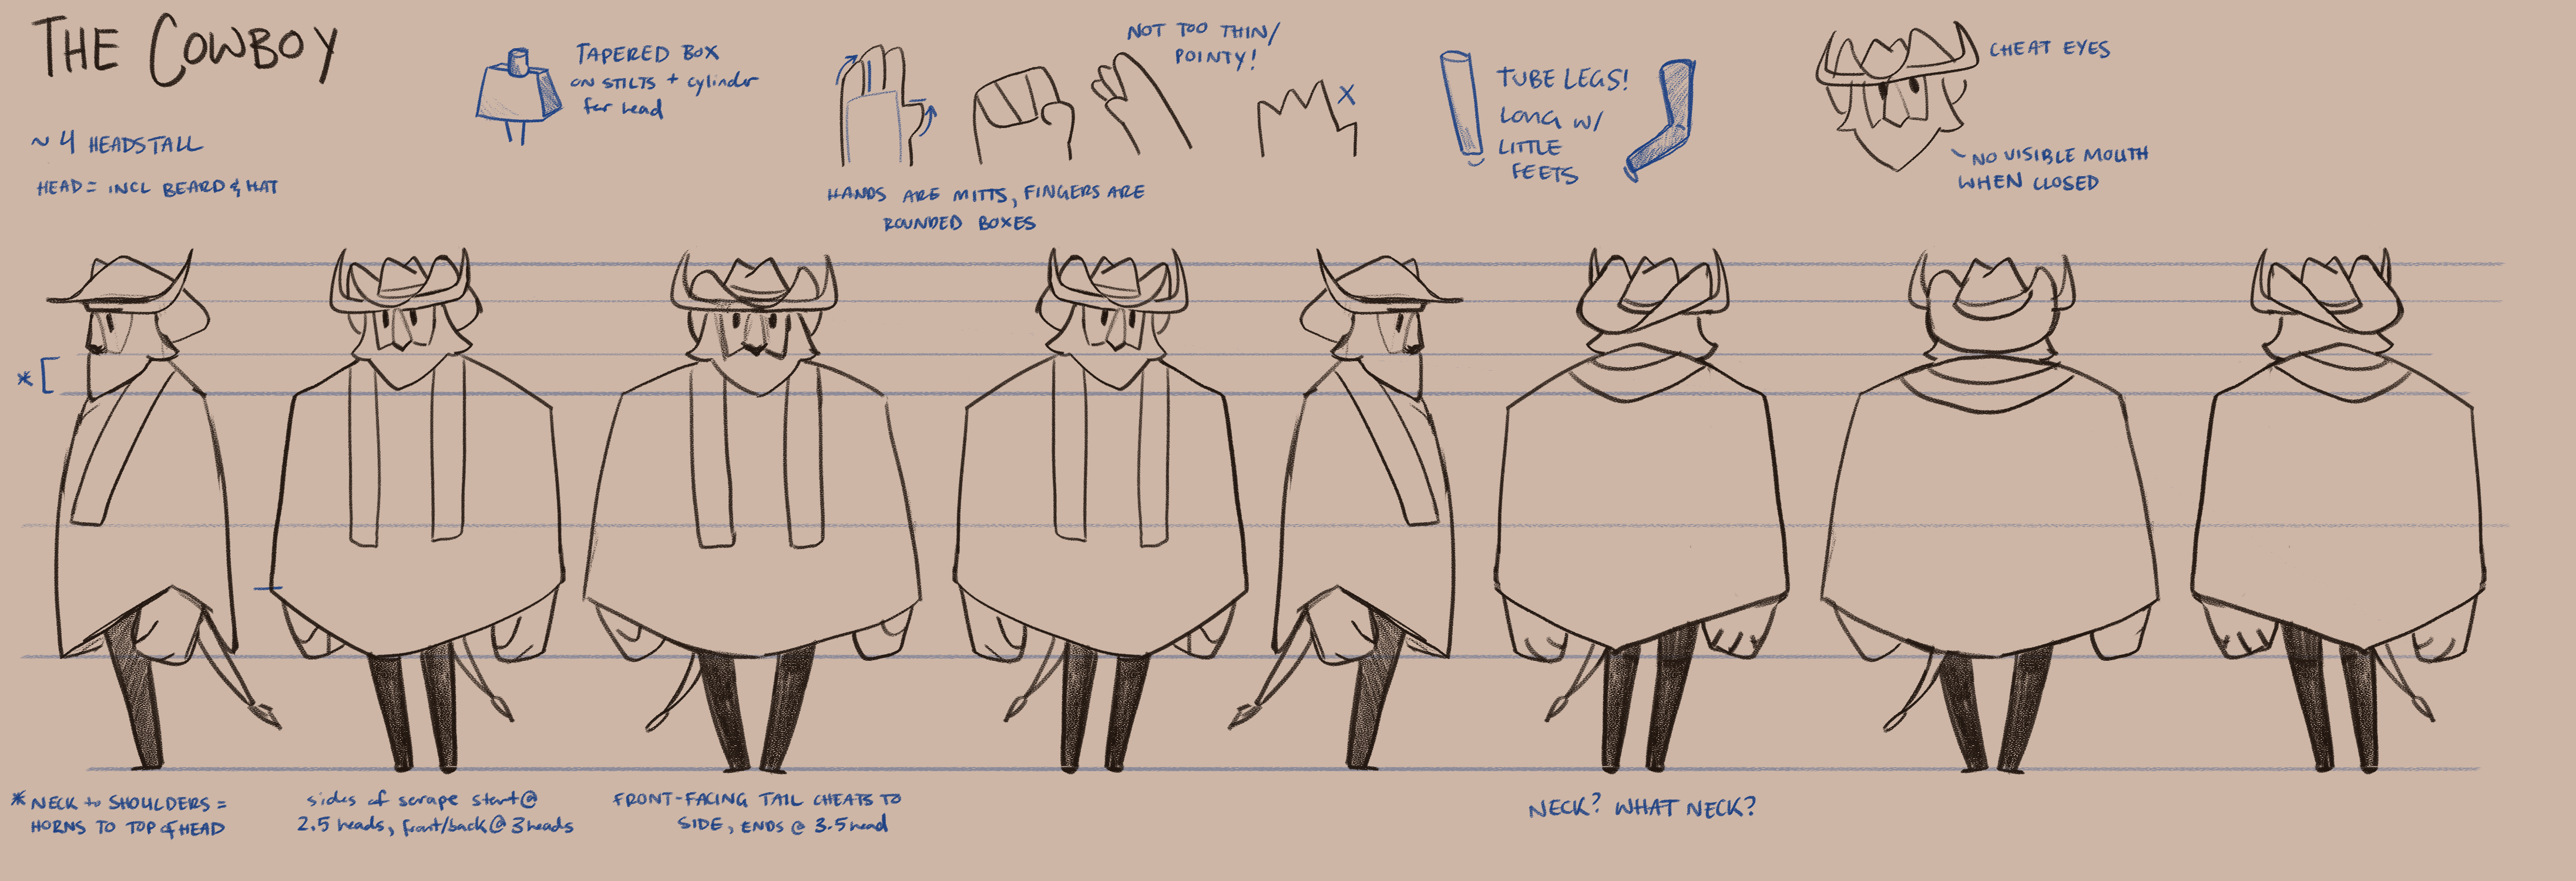 THE COWBOY
~ 4 HEADSTALL
HEAD = INCL BEARD & HAT
TAPERED BOX
ON STILTS + cylinder
for head
NOT TOO THIN/
POINTY!
X
HANDS ARE MITTS, FINGERS ARE
ROUNDED BOXES
TUBE LEGS!
LONG W/
LITTLE
FEETS
CHEAT EYES
NO VISIBLE MOUTH
WHEN CLOSED
*
* NECK to SHOULDERS =
HORNS TO TOP of HEAD
sides of serape start @
2.5 heads, front/back @ 3 heads
FRONT-FACING TAIL CHEATS TO
SIDE, ENDS @ 3.5 head
NECK? WHAT NECK?